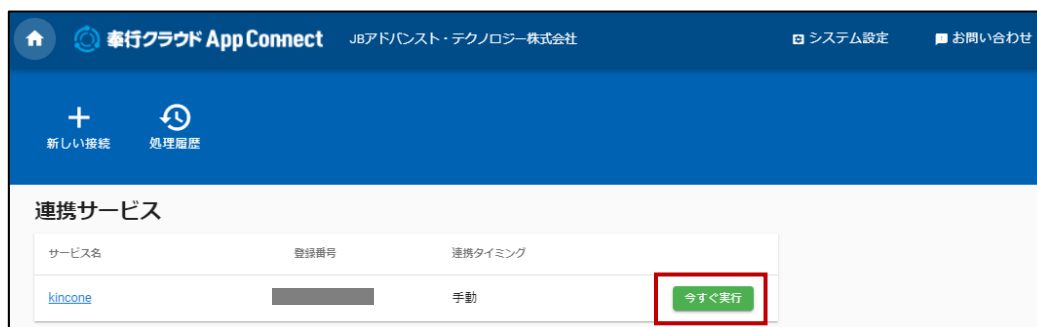 奉行クラウド App Connect JBアドバンスト・テクノロジー株式会社 システム設定 お問い合わせ
新しい接続 処理履歴
連携サービス
サービス名 登録番号 連携タイミング
kincone 手動 今すぐ実行